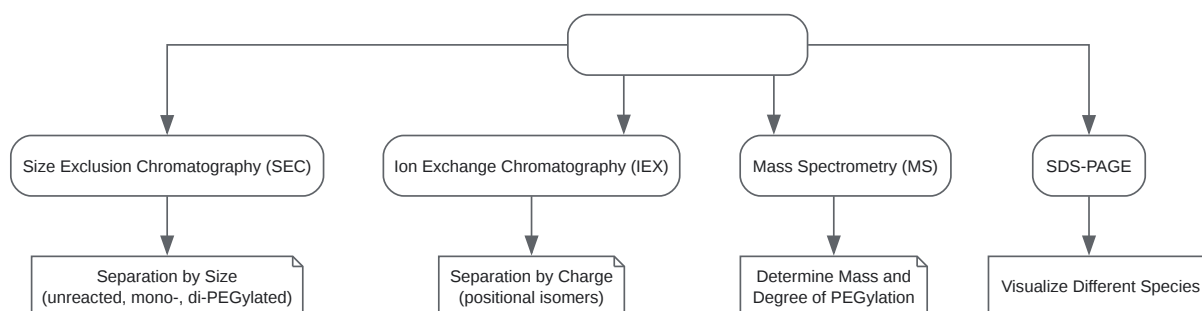 Size Exclusion Chromatography (SEC)
Ion Exchange Chromatography (IEX)
Mass Spectrometry (MS)
SDS-PAGE
Separation by Size
(unreacted, mono-, di-PEGylated)
Separation by Charge
(positional isomers)
Determine Mass and
Degree of PEGylation
Visualize Different Species